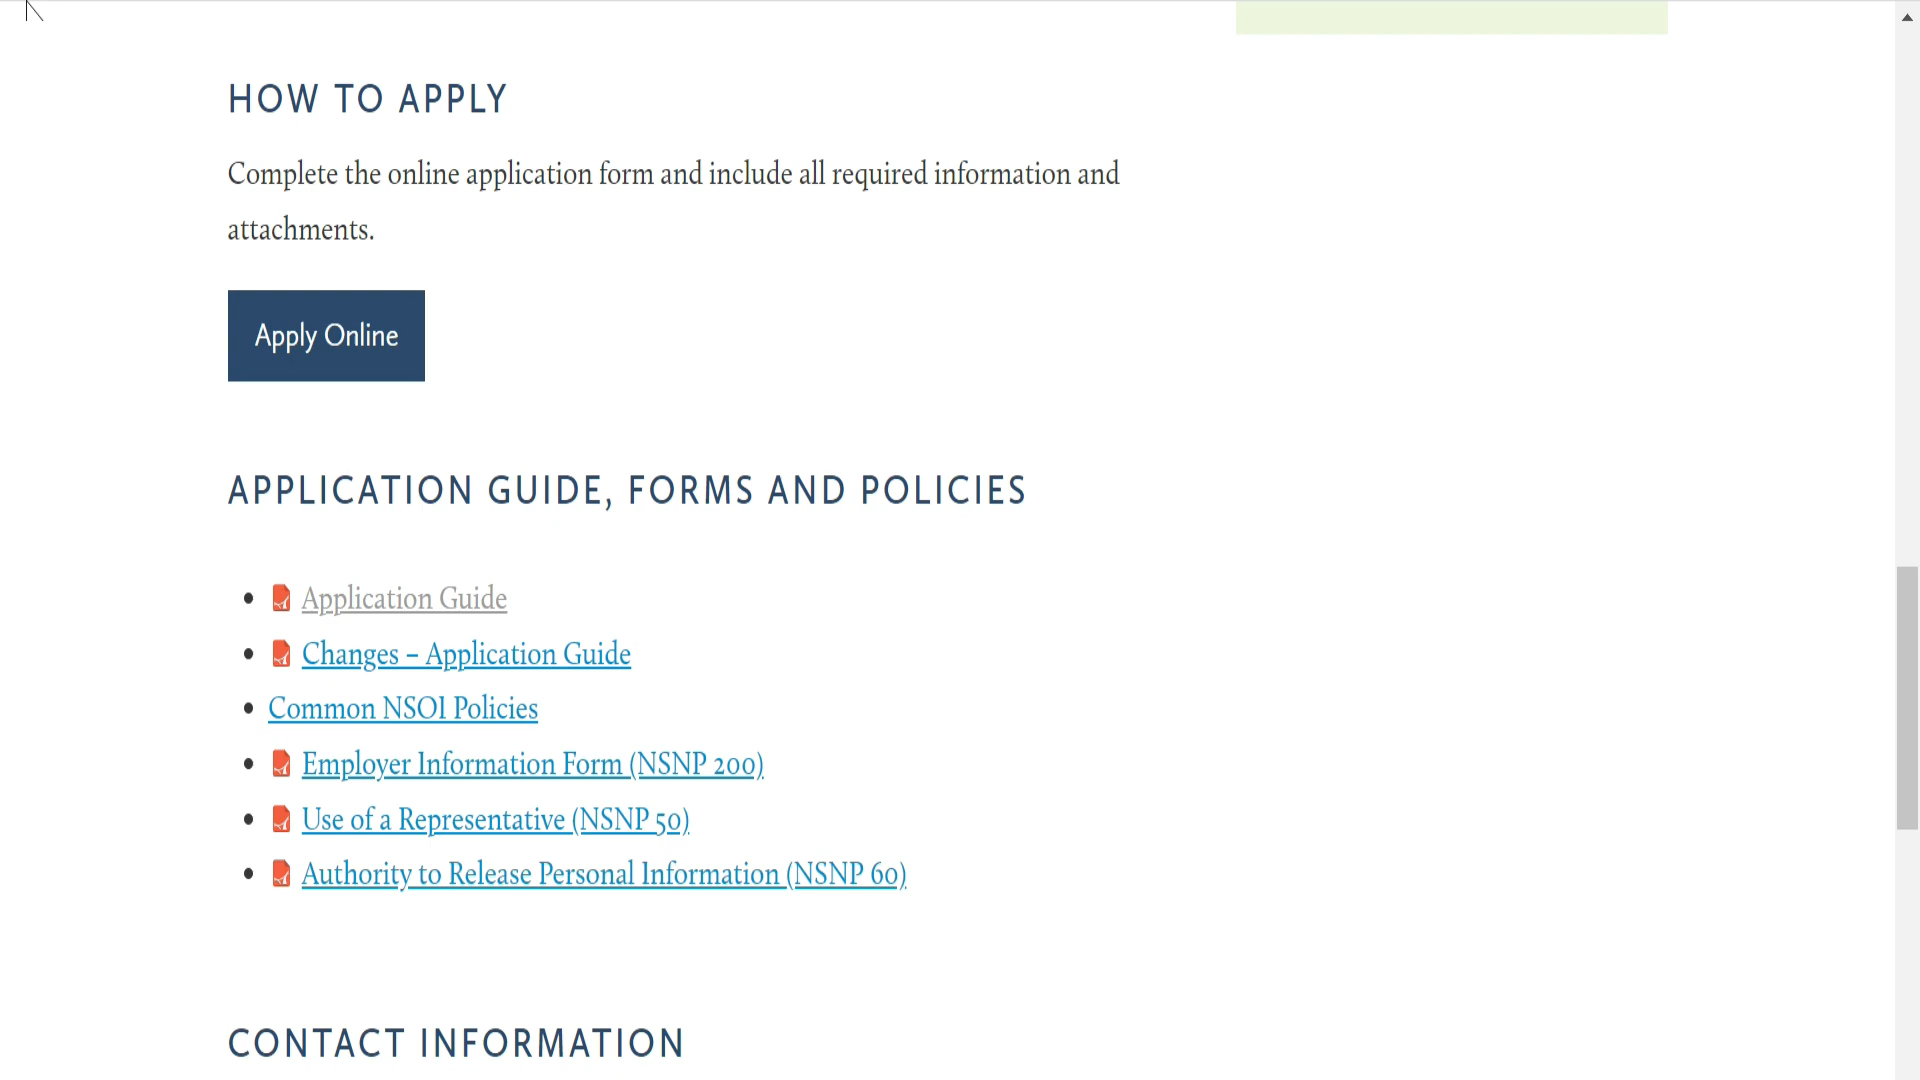 HOW TO APPLY
Complete the online application form and include all required information and
attachments.
Apply Online
APPLICATION GUIDE, FORMS AND POLICIES
Application Guide
Changes – Application Guide
Common NSOI Policies
Employer Information Form (NSNP 200)
Use of a Representative (NSNP 50)
Authority to Release Personal Information (NSNP 60)
CONTACT INFORMATION